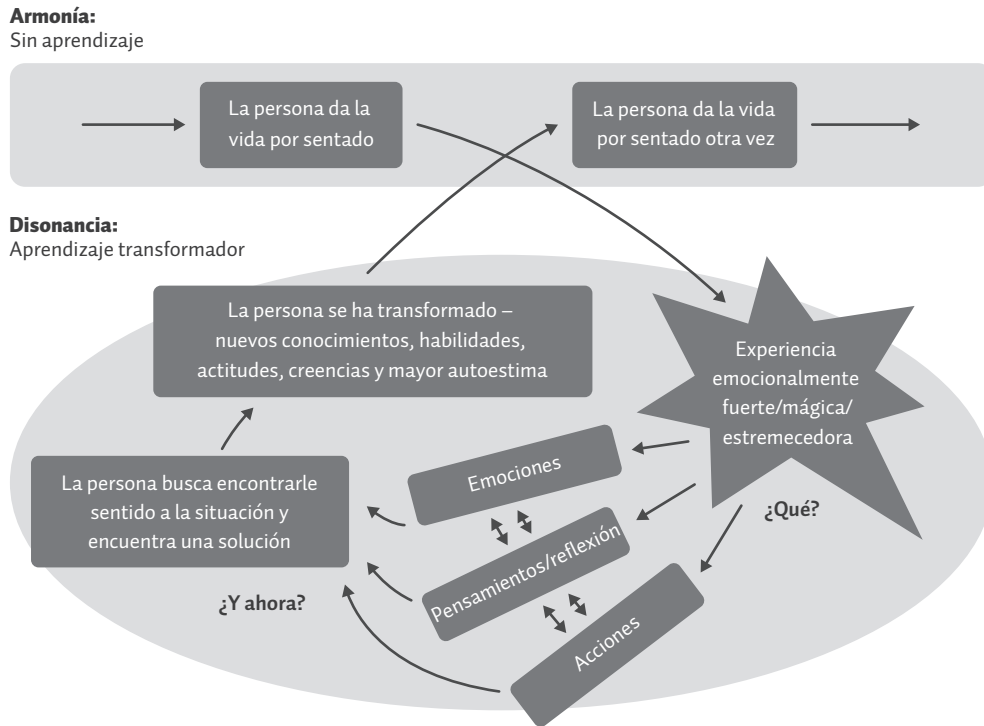 Armonía:
Sin aprendizaje
La persona da la
vida por sentado
La persona da la vida
por sentado otra vez
Disonancia:
Aprendizaje transformador
La persona se ha transformado –
nuevos conocimientos, habilidades,
actitudes, creencias y mayor autoestima
Experiencia
emocionalmente
fuerte/mágica/
estremecedora
Emociones
La persona busca encontrarle
sentido a la situación y
encuentra una solución
¿Qué?
Pensamientos/reflexión
¿Y ahora?
Acciones